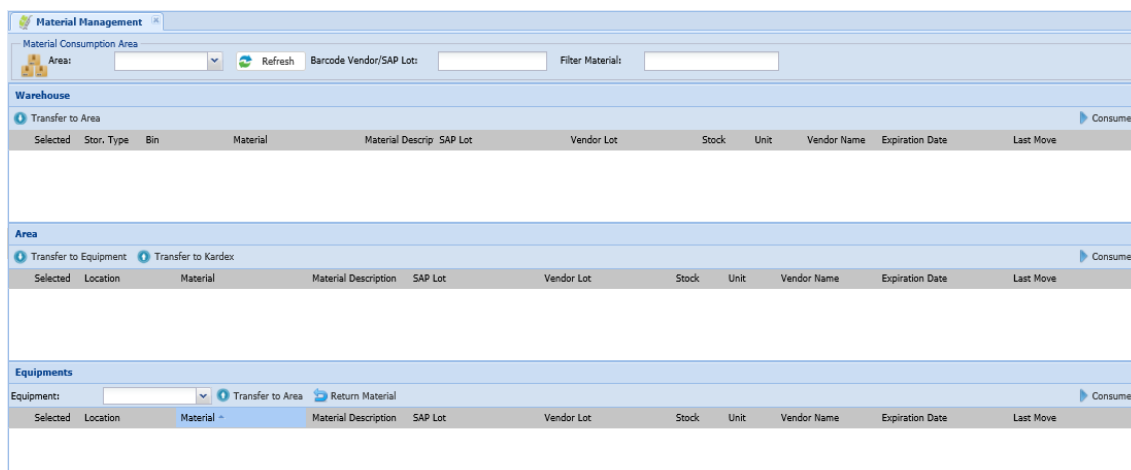 Material Management
Material Consumption Area
Area: Refresh Barcode Vendor/SAP Lot: Filter Material:
Warehouse
Transfer to Area Consume
Selected Stor. Type Bin Material Material Descrip SAP Lot Vendor Lot Stock Unit Vendor Name Expiration Date Last Move
Area
Transfer to Equipment Transfer to Kardex Consume
Selected Location Material Material Description SAP Lot Vendor Lot Stock Unit Vendor Name Expiration Date Last Move
Equipments
Equipment: Transfer to Area Return Material Consume
Selected Location Material Material Description SAP Lot Vendor Lot Stock Unit Vendor Name Expiration Date Last Move